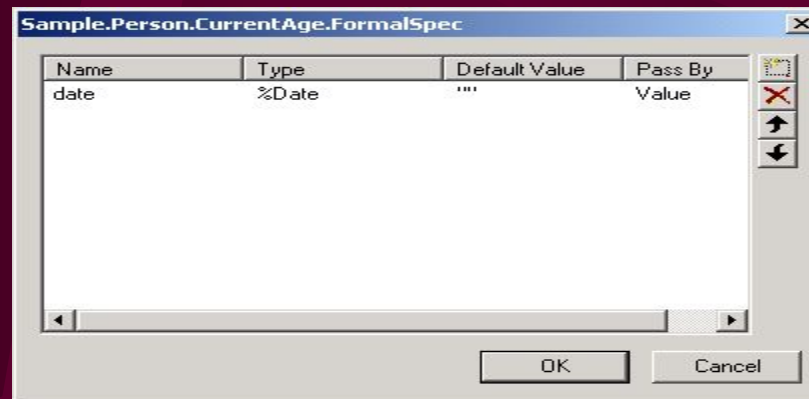 Sample.Person.CurrentAge.FormalSpec
Name Type Default Value Pass By
date %Date "" Value
OK Cancel